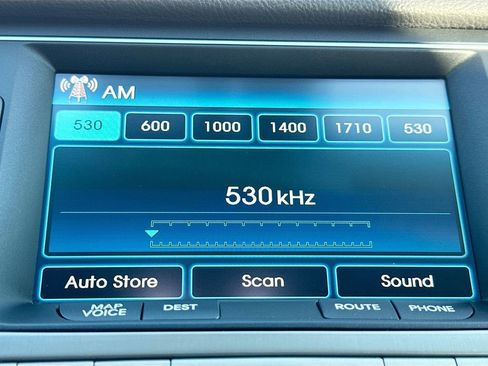 AM
530 600 1000 1400 1710 530
530 kHz
Auto Store Scan Sound
MAP VOICE DEST ROUTE PHONE